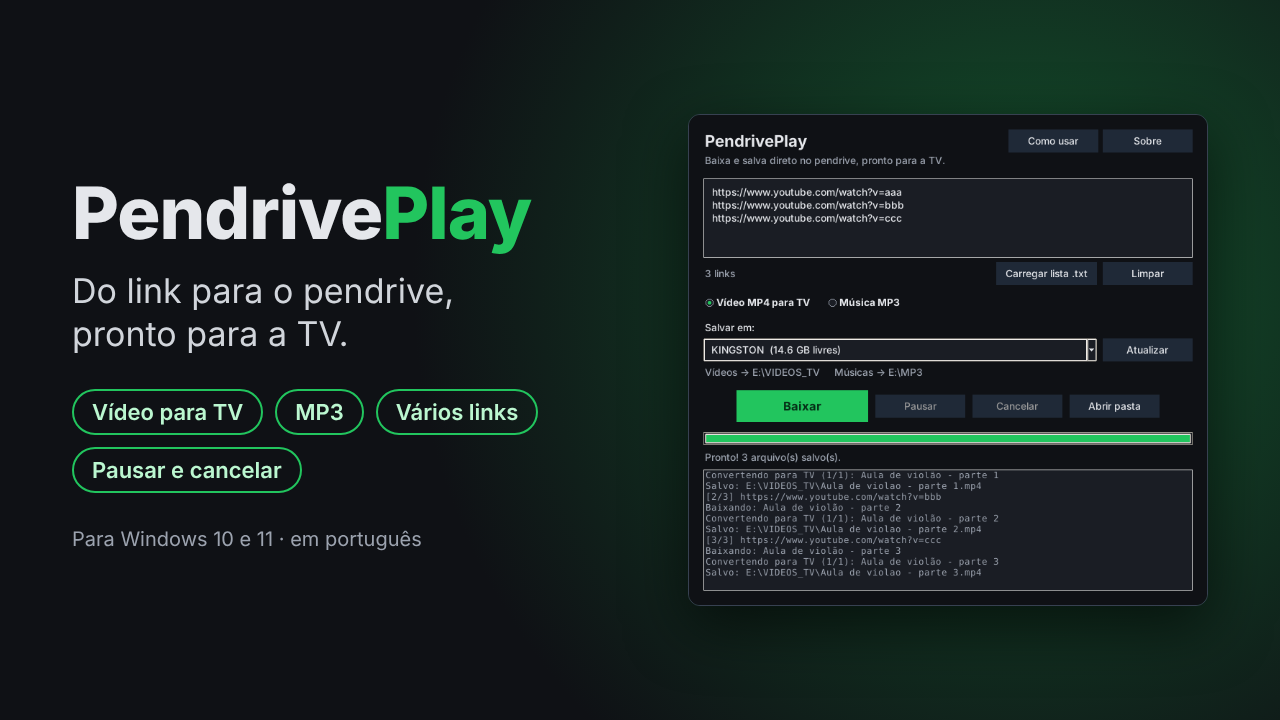 PendrivePlay
Do link para o pendrive,
pronto para a TV.
Vídeo para TV
MP3
Vários links
Pausar e cancelar
Para Windows 10 e 11 · em português
PendrivePlay
Como usar
Sobre
Baixa e salva direto no pendrive, pronto para a TV.
https://www.youtube.com/watch?v=aaa
https://www.youtube.com/watch?v=bbb
https://www.youtube.com/watch?v=ccc
3 links
Carregar lista .txt
Limpar
Vídeo MP4 para TV
Música MP3
Salvar em:
KINGSTON (14.6 GB livres)
Atualizar
Vídeos → E:\VIDEOS_TV Músicas → E:\MP3
Baixar
Pausar
Cancelar
Abrir pasta
Pronto! 3 arquivo(s) salvo(s).
Convertendo para TV (1/1): Aula de violão - parte 1
Salvo: E:\VIDEOS_TV\Aula de violao - parte 1.mp4
[2/3] https://www.youtube.com/watch?v=bbb
Baixando: Aula de violão - parte 2
Convertendo para TV (1/1): Aula de violão - parte 2
Salvo: E:\VIDEOS_TV\Aula de violao - parte 2.mp4
[3/3] https://www.youtube.com/watch?v=ccc
Baixando: Aula de violão - parte 3
Convertendo para TV (1/1): Aula de violão - parte 3
Salvo: E:\VIDEOS_TV\Aula de violao - parte 3.mp4